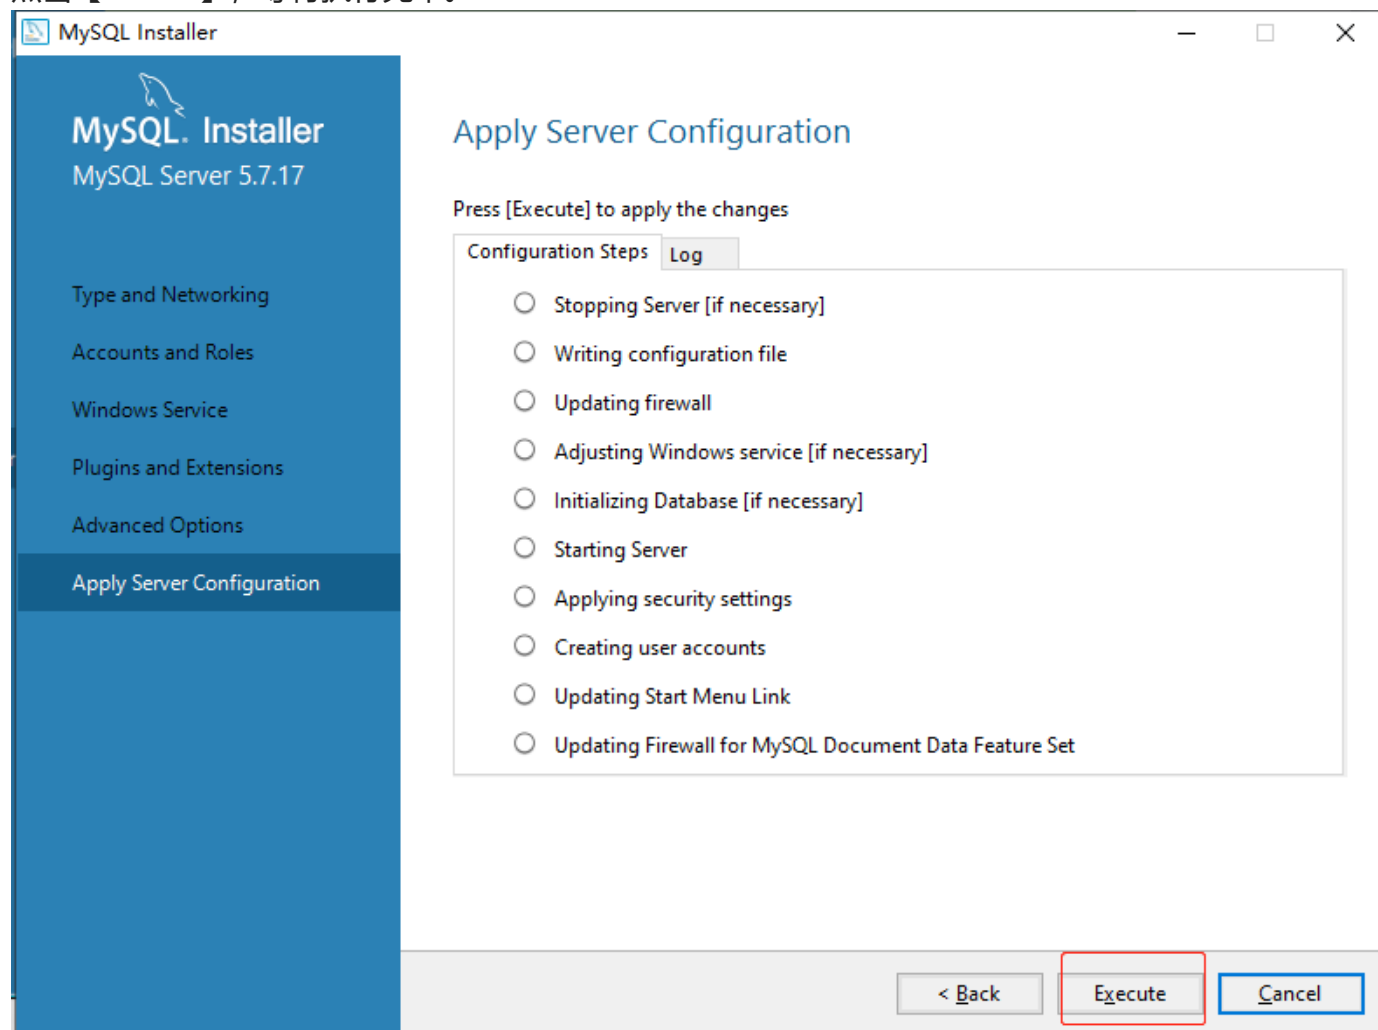 MySQL Installer
MySQL. Installer
MySQL Server 5.7.17
Type and Networking
Accounts and Roles
Windows Service
Plugins and Extensions
Advanced Options
Apply Server Configuration
Apply Server Configuration
Press [Execute] to apply the changes
Configuration Steps Log
Stopping Server [if necessary]
Writing configuration file
Updating firewall
Adjusting Windows service [if necessary]
Initializing Database [if necessary]
Starting Server
Applying security settings
Creating user accounts
Updating Start Menu Link
Updating Firewall for MySQL Document Data Feature Set
< Back Execute Cancel